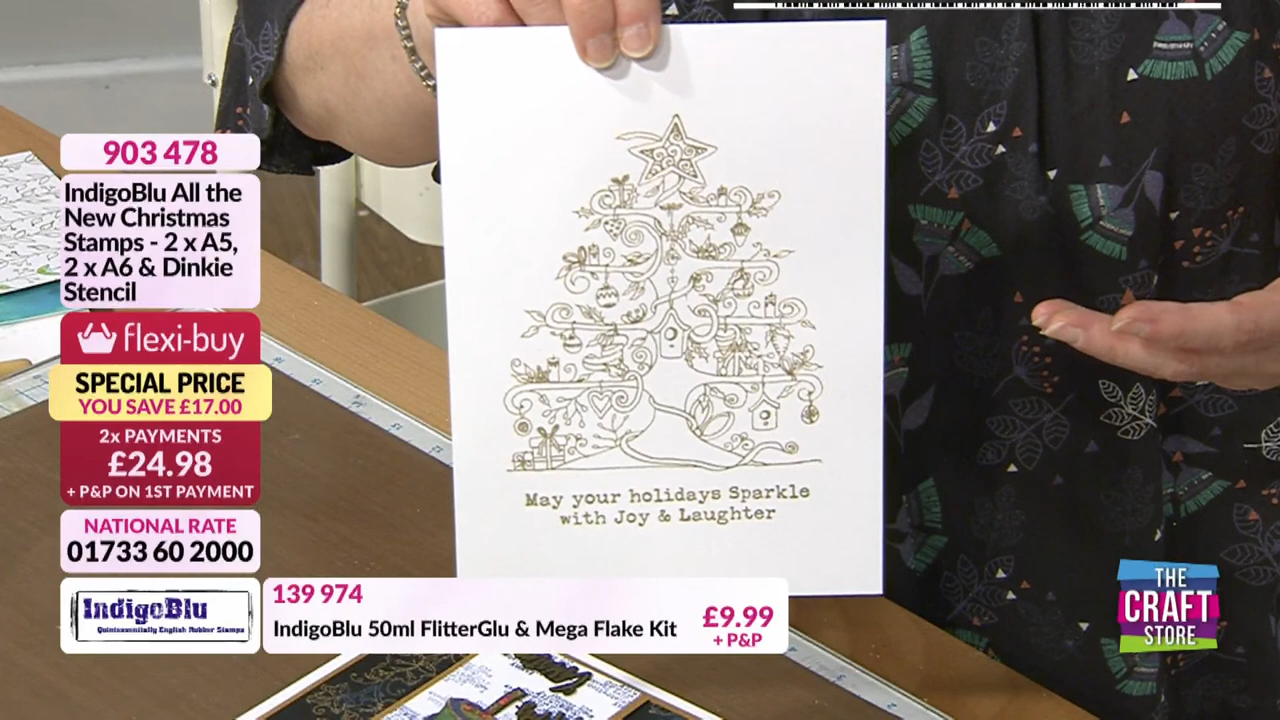 903 478
IndigoBlu All the
New Christmas
Stamps - 2 x A5,
2 x A6 & Dinkie
Stencil
flexi-buy
SPECIAL PRICE
YOU SAVE £17.00
2x PAYMENTS
£24.98
+ P&P ON 1ST PAYMENT
NATIONAL RATE
01733 60 2000
IndigoBlu
Quintessentially English Rubber Stamps
139 974
IndigoBlu 50ml FlitterGlu & Mega Flake Kit
£9.99
+ P&P
May your holidays Sparkle
with Joy & Laughter
THE
CRAFT
STORE